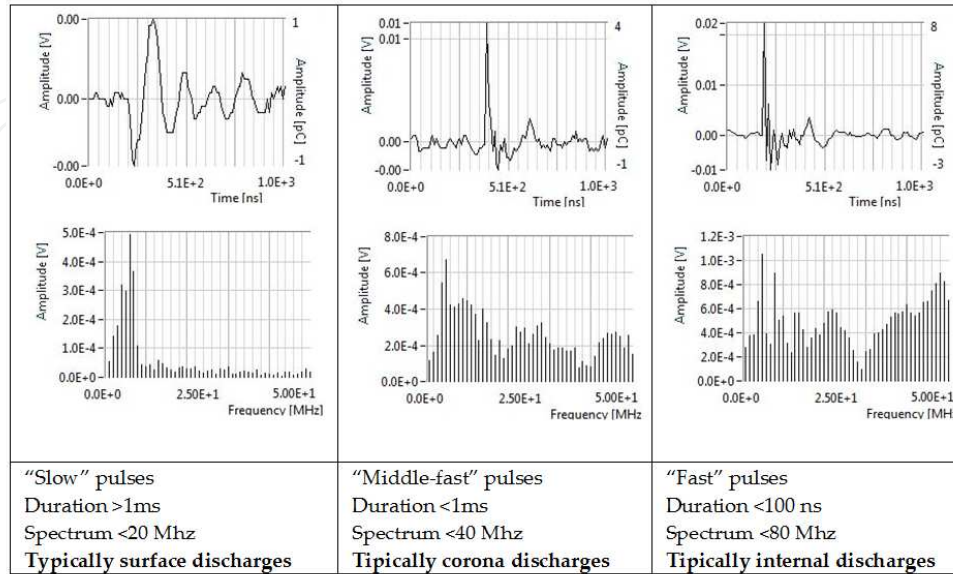 0.00
0.00
-0.00
Amplitude [V]
1
-1
Amplitude [pC]
0.0E+0 5.1E+2 1.0E+3
Time [ns]
5.0E-4
4.0E-4
3.0E-4
2.0E-4
1.0E-4
0.0E+0
Amplitude [V]
0.0E+0 2.50E+1 5.00E+1
Frequency [MHz]
"Slow" pulses
Duration >1ms
Spectrum <20 Mhz
Typically surface discharges
0.01
0.01
0.00
-0.00
Amplitude [V]
4
-1
Amplitude [pC]
0.0E+0 5.1E+2 1.0E+3
Time [ns]
8.0E-4
6.0E-4
4.0E-4
2.0E-4
0.0E+0
Amplitude [V]
0.0E+0 2.50E+1 5.00E+1
Frequency [MHz
"Middle-fast" pulses
Duration <1ms
Spectrum <40 Mhz
Tipically corona discharges
0.02
0.01
0.00
-0.01
Amplitude [V]
8
-3
Amplitude [pC]
0.0E+0 5.1E+2 1.0E+3
Time [ns]
1.2E-3
1.0E-3
8.0E-4
6.0E-4
4.0E-4
2.0E-4
0.0E+0
Amplitude [V]
0.0E+0 2.50E+1 5.00E+1
Frequency [MHz]
"Fast" pulses
Duration <100 ns
Spectrum <80 Mhz
Tipically internal discharges